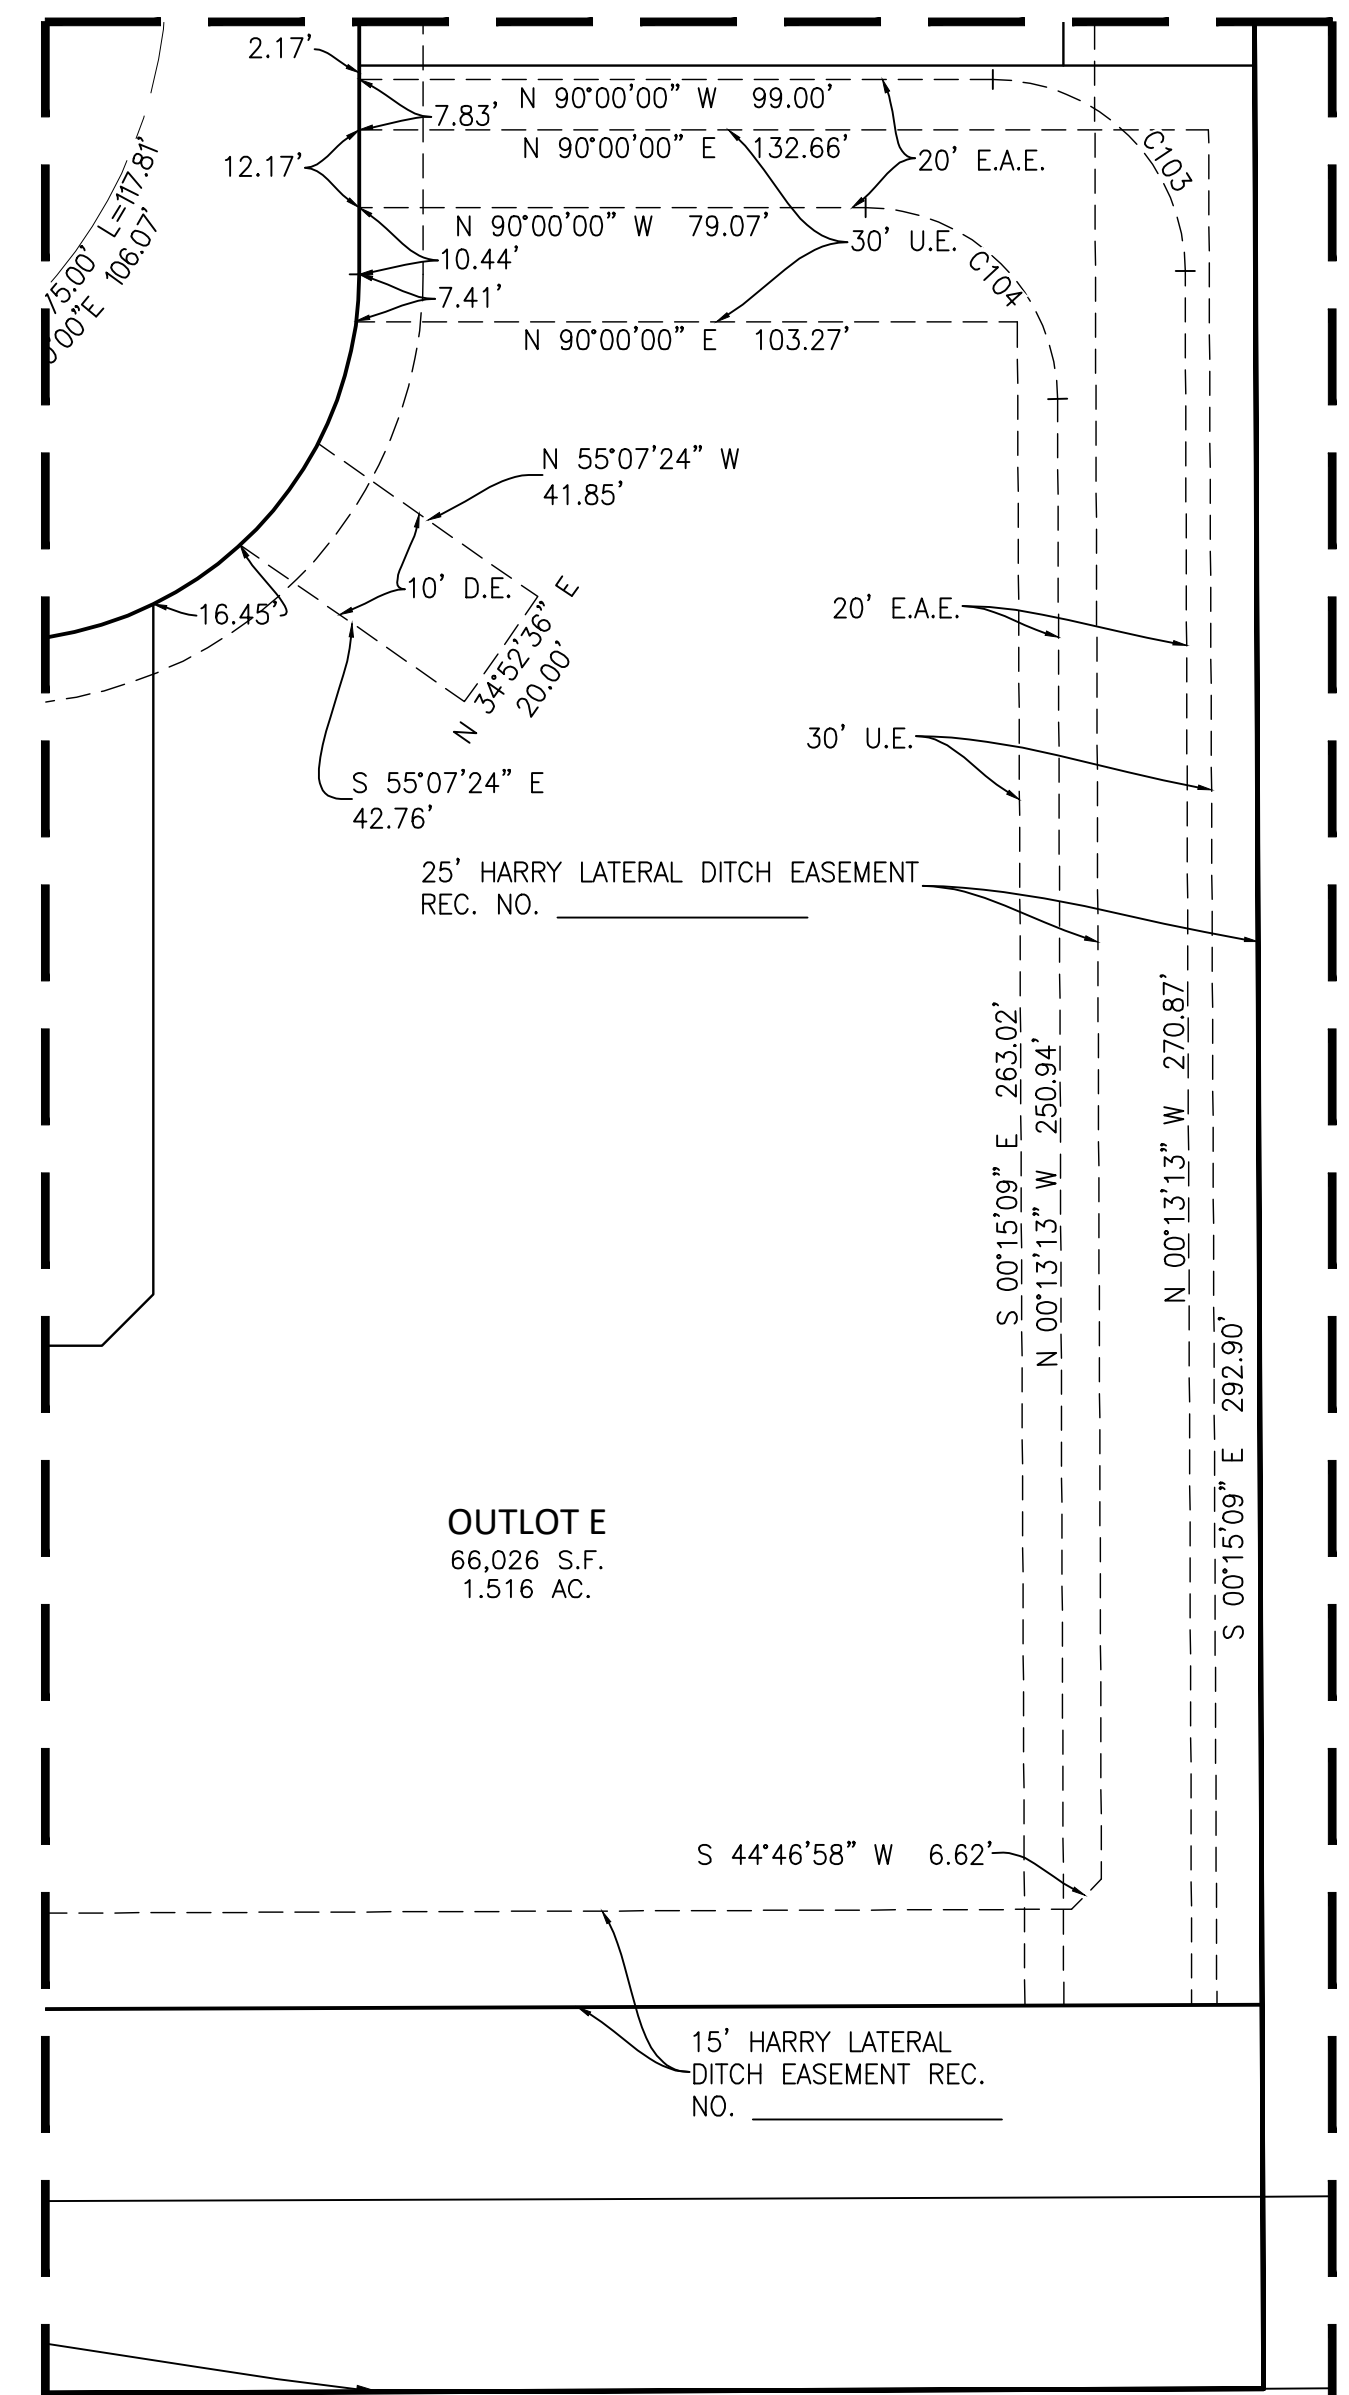 2.17'
7.83'
N 90°00'00" W 99.00'
12.17'
N 90°00'00" E 132.66'
20' E.A.E.
C103
N 90°00'00" W 79.07'
30' U.E.
10.44'
C104
7.41'
N 90°00'00" E 103.27'
75.00' L=117.81'
0'00"E 106.07'
N 55°07'24" W
41.85'
10' D.E.
16.45'
N 34°52'36" E
20.00'
20' E.A.E.
30' U.E.
S 55°07'24" E
42.76'
25' HARRY LATERAL DITCH EASEMENT
REC. NO.
S 00°15'09" E 263.02'
N 00°13'13" W 250.94'
N 00°13'13" W 270.87'
S 00°15'09" E 292.90'
OUTLOT E
66,026 S.F.
1.516 AC.
S 44°46'58" W 6.62'
15' HARRY LATERAL
DITCH EASEMENT REC.
NO.